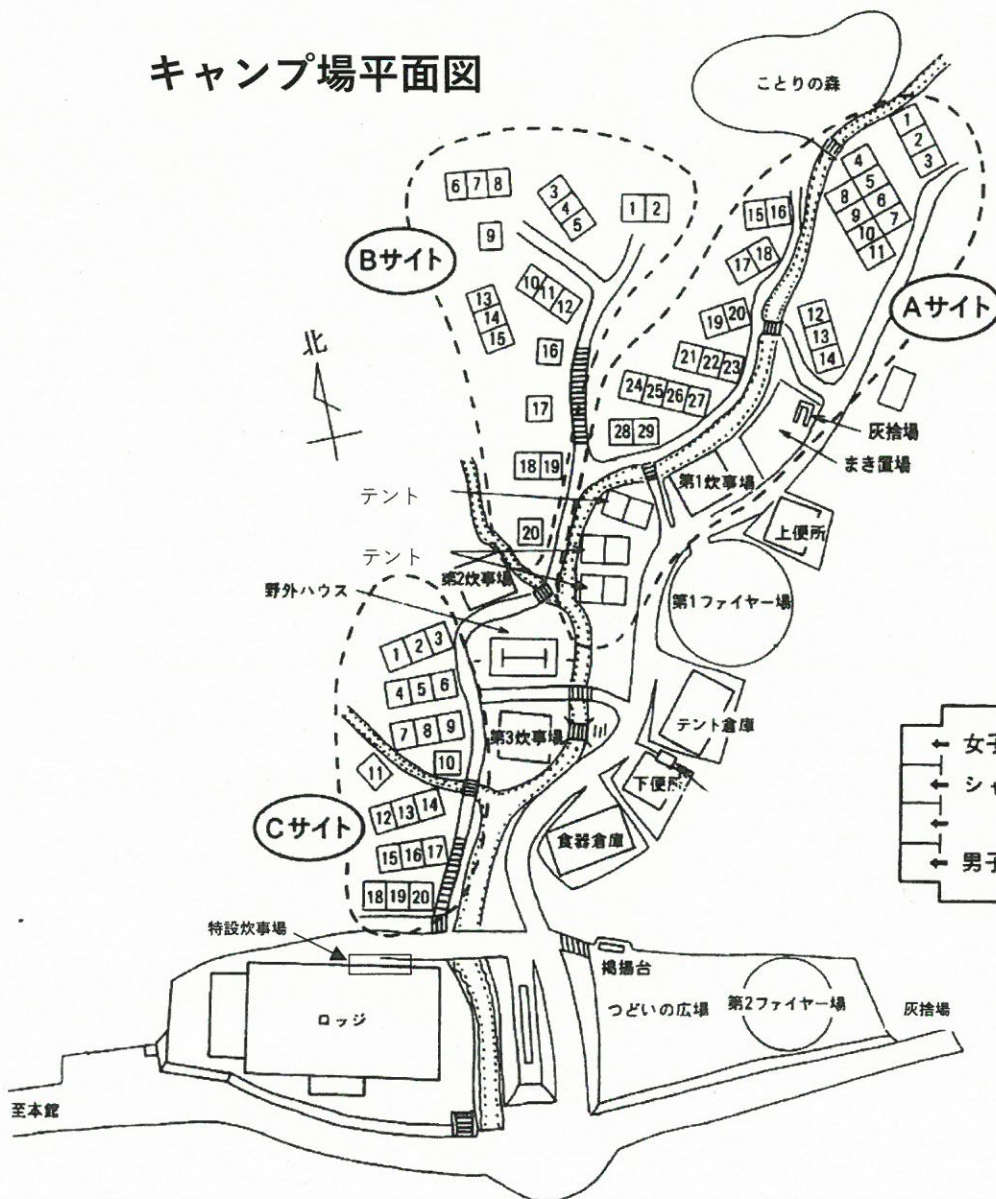 キャンプ場平面図
ことりの森
1
2
3
4
5
6
7
8
9
10
11
15 16
17 18
19 20
21 22 23
24 25 26 27
28 29
12
13
14
Aサイト
6 7 8
3
4
5
1 2
9
Bサイト
10 11 12
13
14
15
16
17
18 19
20
北
灰捨場
まき置場
第1炊事場
上便所
テント
テント
第2炊事場
野外ハウス
第1ファイヤー場
1 2 3
4 5 6
7 8 9
10
11
12 13 14
15 16 17
18 19 20
Cサイト
第3炊事場
テント倉庫
下便所
食器倉庫
女子
シャ
男子
特設炊事場
掲揚台
ロッジ
つどいの広場
第2ファイヤー場
灰捨場
至本館